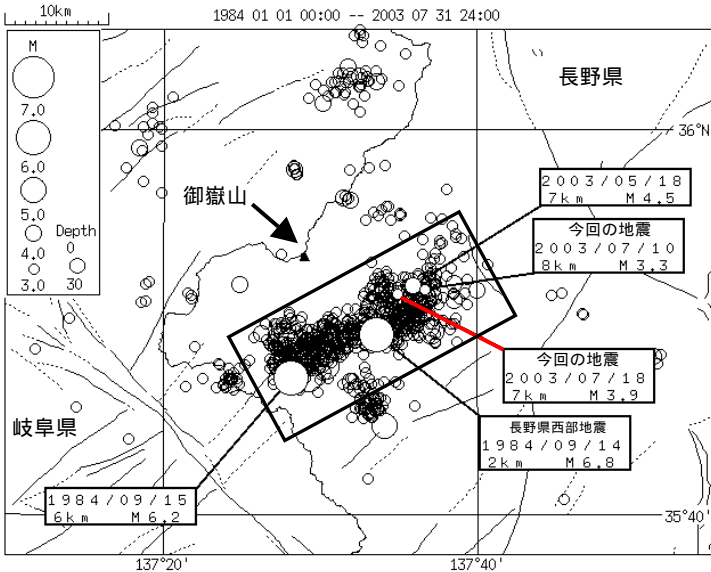 10km
1984 01 01 00:00 -- 2003 07 31 24:00
M
7.0
6.0
5.0
4.0
3.0
Depth
0
30
長野県
36°N
御嶽山
2003/05/18
7km M4.5
今回の地震
2003/07/10
8km M3.3
今回の地震
2003/07/18
7km M3.9
長野県西部地震
1984/09/14
2km M6.8
岐阜県
1984/09/15
6km M6.2
35°40'
137°20'
137°40'